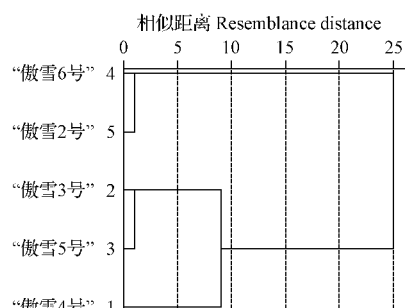 相似距离 Resemblance distance
0 5 10 15 20 25
“傲雪6号” 4
“傲雪2号” 5
“傲雪3号” 2
“傲雪5号” 3
“傲雪4号” 1